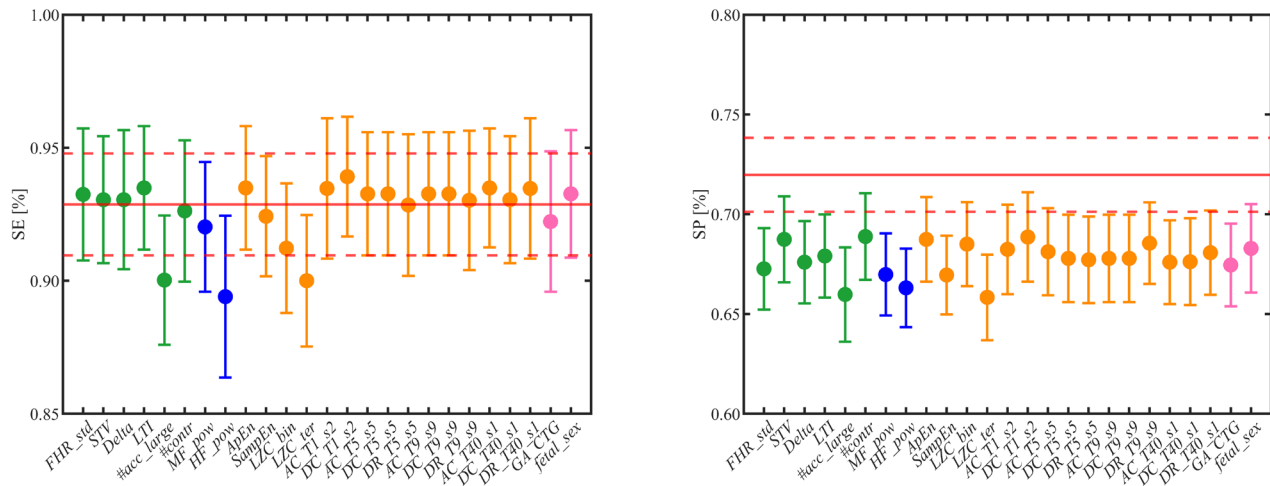 1.00
0.95
0.90
0.85
SE [%]
FHR_std
STV
Delta
LTI
#acc_large
#contr
MF_pow
HF_pow
ApEn
SampEn
LZC_bin
LZC_ter
AC_T1_s2
DC_T1_s2
AC_T5_s5
DC_T5_s5
DR_T5_s5
AC_T9_s9
DC_T9_s9
DR_T9_s9
AC_T40_s1
DC_T40_s1
DR_T40_s1
GA_CTG
fetal_sex
0.80
0.75
0.70
0.65
0.60
SP [%]
FHR_std
STV
Delta
LTI
#acc_large
#contr
MF_pow
HF_pow
ApEn
SampEn
LZC_bin
LZC_ter
AC_T1_s2
DC_T1_s2
AC_T5_s5
DC_T5_s5
DR_T5_s5
AC_T9_s9
DC_T9_s9
DR_T9_s9
AC_T40_s1
DC_T40_s1
DR_T40_s1
GA_CTG
fetal_sex